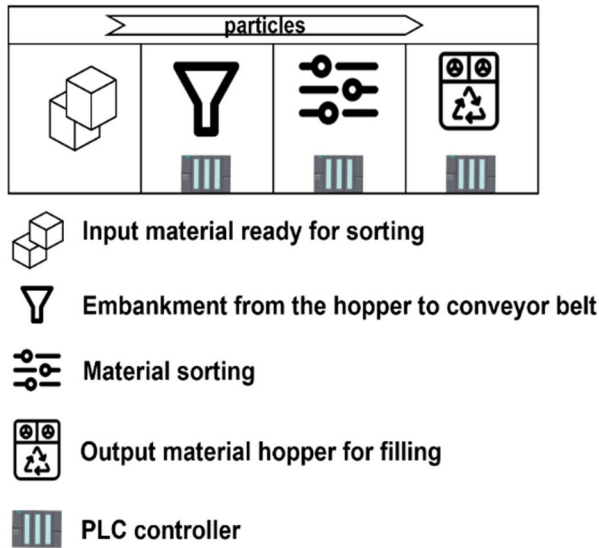 particles
Input material ready for sorting
Embankment from the hopper to conveyor belt
Material sorting
Output material hopper for filling
PLC controller